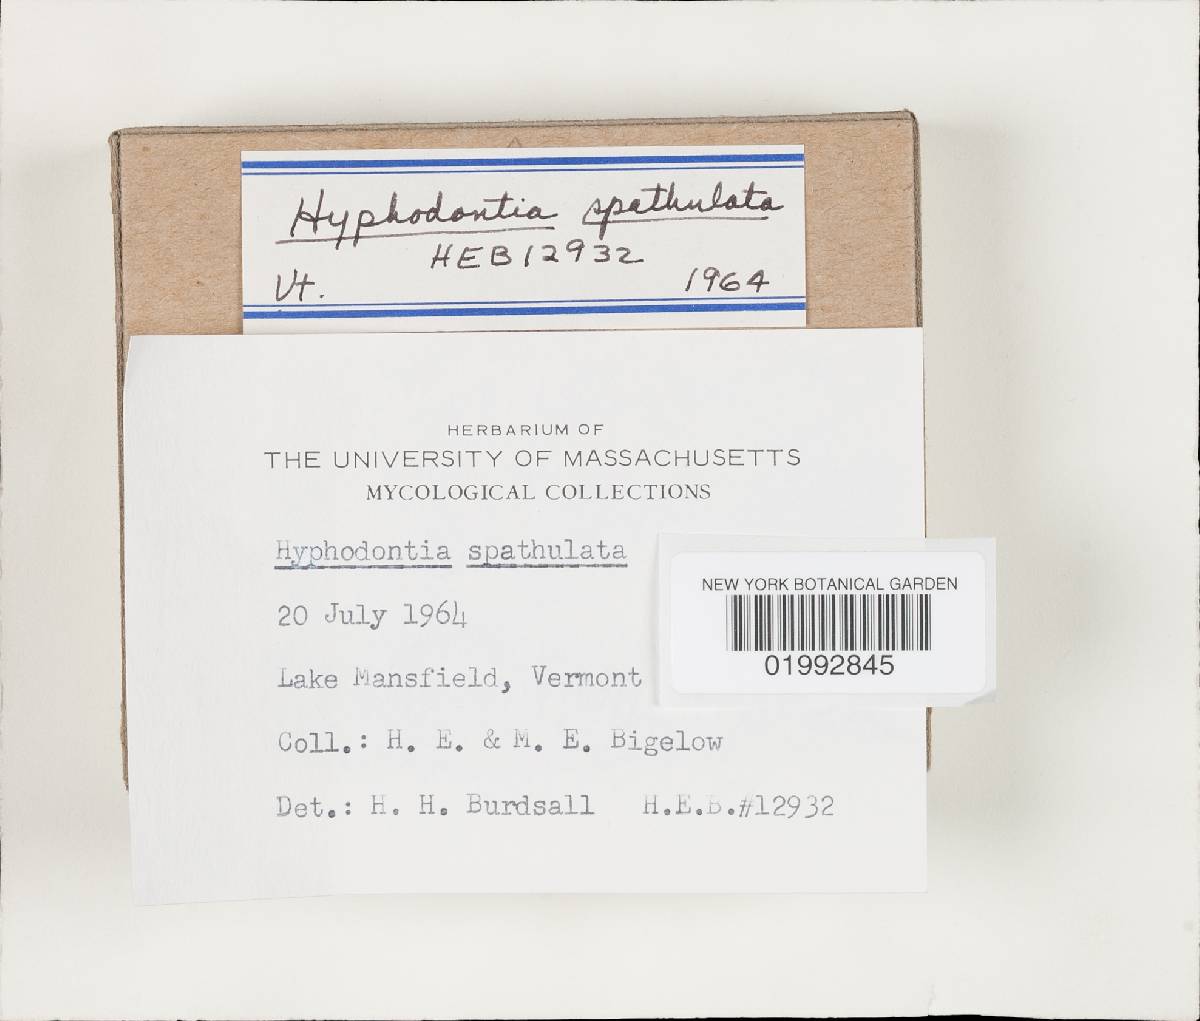 Hyphodontia spathulata
HEB12932
Vt. 1964
HERBARIUM OF
THE UNIVERSITY OF MASSACHUSETTS
MYCOLOGICAL COLLECTIONS
Hyphodontia spathulata
20 July 1964
Lake Mansfield, Vermont
Coll.: H. E. & M. E. Bigelow
Det.: H. H. Burdsall H.E.B.#12932
NEW YORK BOTANICAL GARDEN
01992845